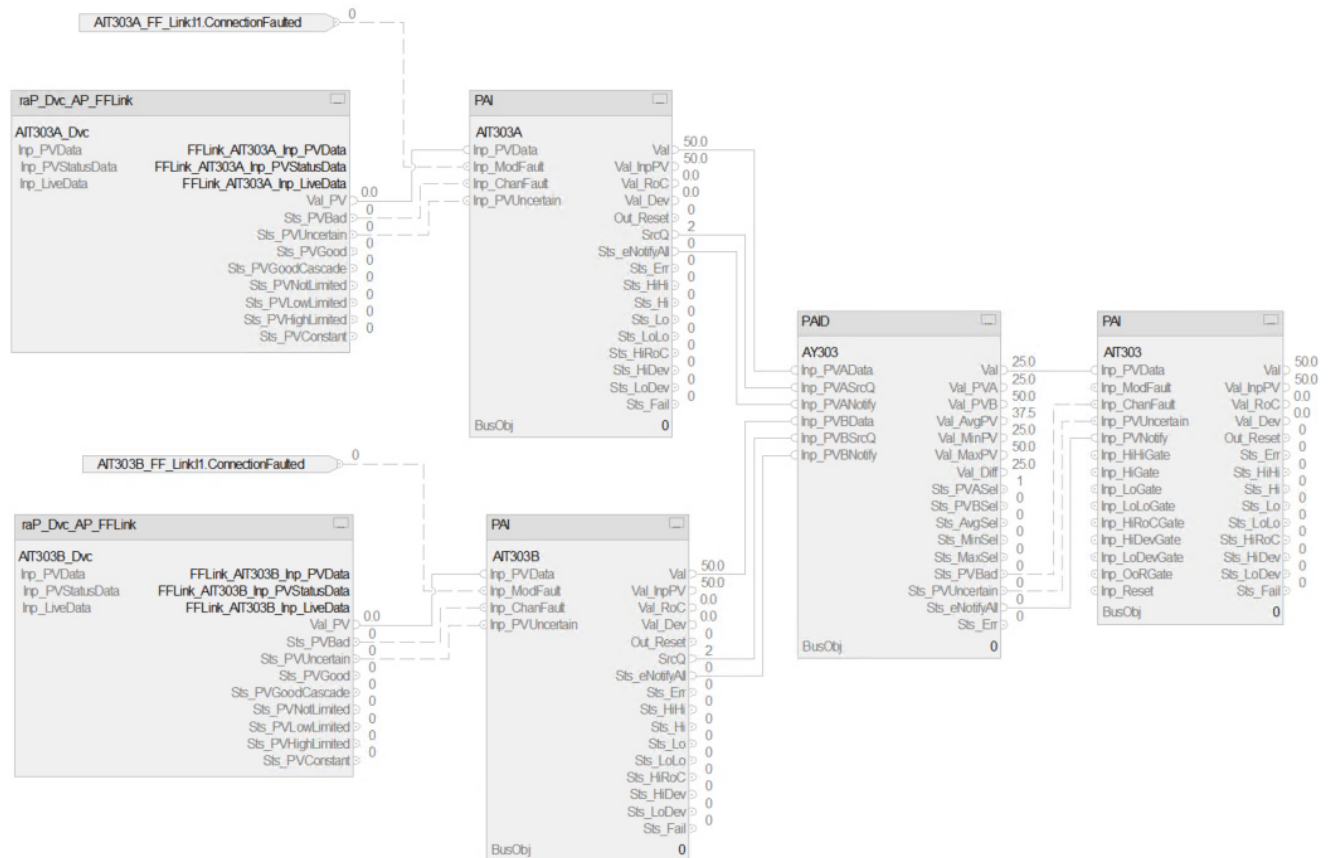 AIT303A_FF_Link:I1.ConnectionFaulted
0
raP_Dvc_AP_FFLink
AIT303A_Dvc
Inp_PVData FFLink_AIT303A_Inp_PVData
Inp_PVStatusData FFLink_AIT303A_Inp_PVStatusData
Inp_LiveData FFLink_AIT303A_Inp_LiveData
Val_PV 0.0
Sts_PVBad 0
Sts_PVUncertain 0
Sts_PVGood 0
Sts_PVGoodCascade 0
Sts_PVNotLimited 0
Sts_PVLowLimited 0
Sts_PVHighLimited 0
Sts_PVConstant 0
PAI
AIT303A
Inp_PVData Val 50.0
Inp_ModFault Val_InpPV 50.0
Inp_ChanFault Val_RoC 0.0
Inp_PVUncertain Val_Dev 0.0
Out_Reset 0
SrcQ 2
Sts_eNotifyAll 0
Sts_Err 0
Sts_HiHi 0
Sts_Hi 0
Sts_Lo 0
Sts_LoLo 0
Sts_HiRoC 0
Sts_HiDev 0
Sts_LoDev 0
Sts_Fail 0
BusObj 0
AIT303B_FF_Link:I1.ConnectionFaulted
0
raP_Dvc_AP_FFLink
AIT303B_Dvc
Inp_PVData FFLink_AIT303B_Inp_PVData
Inp_PVStatusData FFLink_AIT303B_Inp_PVStatusData
Inp_LiveData FFLink_AIT303B_Inp_LiveData
Val_PV 0.0
Sts_PVBad 0
Sts_PVUncertain 0
Sts_PVGood 0
Sts_PVGoodCascade 0
Sts_PVNotLimited 0
Sts_PVLowLimited 0
Sts_PVHighLimited 0
Sts_PVConstant 0
PAI
AIT303B
Inp_PVData Val 50.0
Inp_ModFault Val_InpPV 50.0
Inp_ChanFault Val_RoC 0.0
Inp_PVUncertain Val_Dev 0.0
Out_Reset 0
SrcQ 2
Sts_eNotifyAll 0
Sts_Err 0
Sts_HiHi 0
Sts_Hi 0
Sts_Lo 0
Sts_LoLo 0
Sts_HiRoC 0
Sts_HiDev 0
Sts_LoDev 0
Sts_Fail 0
BusObj 0
PAID
AY303
Inp_PVAData Val 25.0
Inp_PVASrcQ Val_PVA 25.0
Inp_PVANotify Val_PVB 50.0
Inp_PVBData Val_AvgPV 37.5
Inp_PVBSrcQ Val_MinPV 25.0
Inp_PVBNotify Val_MaxPV 50.0
Val_Diff 25.0
Sts_PVASel 1
Sts_PVBSel 0
Sts_AvgSel 0
Sts_MinSel 0
Sts_MaxSel 0
Sts_PVBad 0
Sts_PVUncertain 0
Sts_eNotifyAll 0
Sts_Err 0
BusObj 0
PAI
AIT303
Inp_PVData Val 50.0
Inp_ModFault Val_InpPV 50.0
Inp_ChanFault Val_RoC 0.0
Inp_PVUncertain Val_Dev 0.0
Inp_PVNotify Out_Reset 0
Inp_HiHiGate Sts_Err 0
Inp_HiGate Sts_HiHi 0
Inp_LoGate Sts_Hi 0
Inp_LoLoGate Sts_Lo 0
Inp_HiRoCGate Sts_LoLo 0
Inp_HiDevGate Sts_HiRoC 0
Inp_LoDevGate Sts_HiDev 0
Inp_OoRGate Sts_LoDev 0
Inp_Reset Sts_Fail 0
BusObj 0